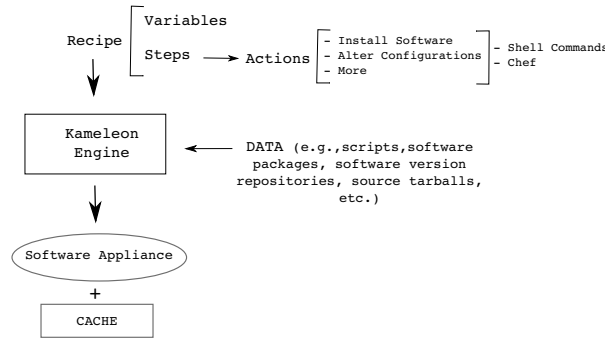 Variables
Recipe
Steps
Actions
- Install Software
- Alter Configurations
- More
- Shell Commands
- Chef
Kameleon
Engine
DATA (e.g.,scripts,software
packages, software version
repositories, source tarballs,
etc.)
Software Appliance
+
CACHE